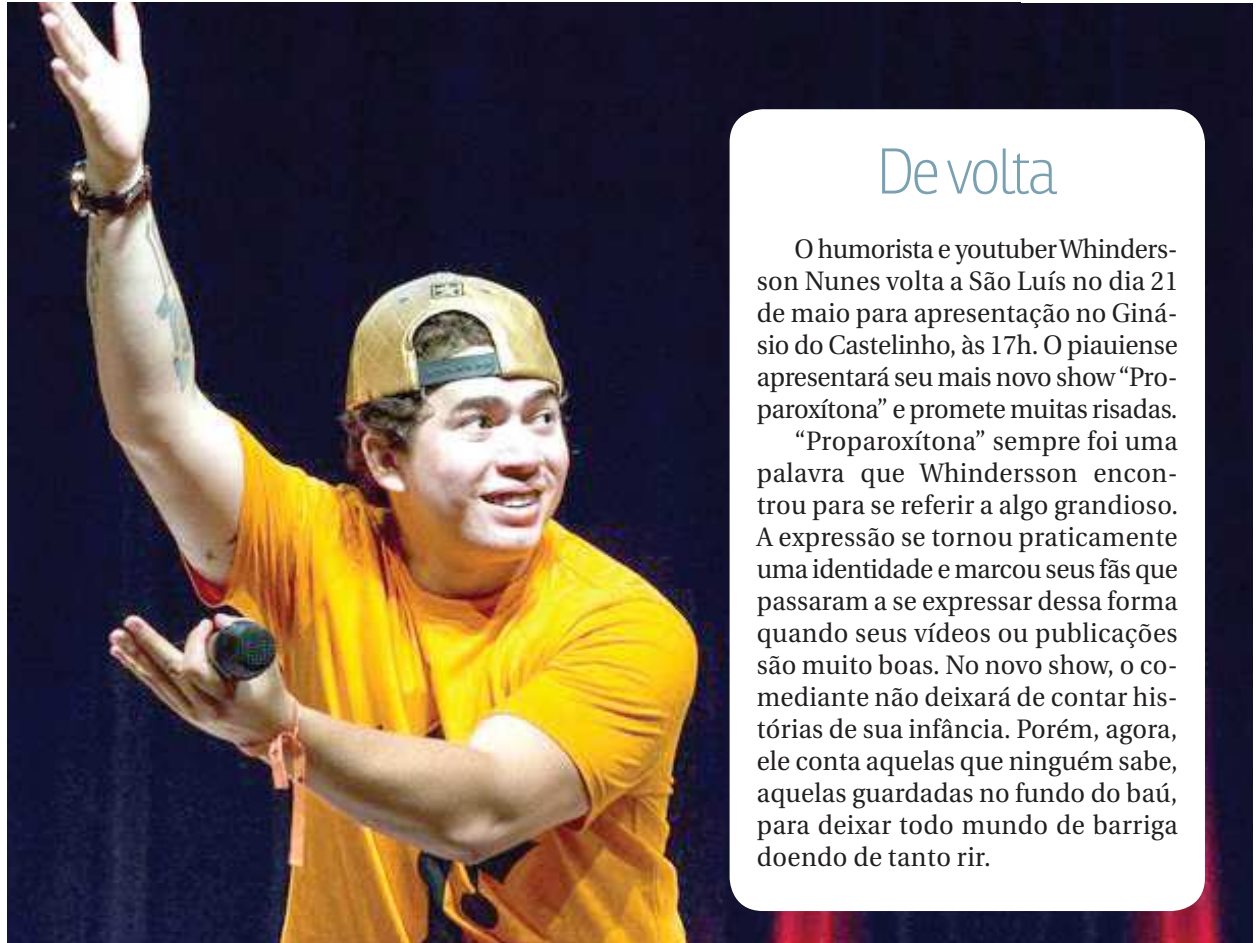 De volta
O humorista e youtuber Whinders-
son Nunes volta a São Luís no dia 21
de maio para apresentação no Giná-
sio do Castelinho, às 17h. O piauiense
apresentará seu mais novo show “Pro-
paroxítona” e promete muitas risadas.
“Proparoxítona” sempre foi uma
palavra que Whindersson encon-
trou para se referir a algo grandioso.
A expressão se tornou praticamente
uma identidade e marcou seus fãs que
passaram a se expressar dessa forma
quando seus vídeos ou publicações
são muito boas. No novo show, o co-
mediante não deixará de contar his-
tórias de sua infância. Porém, agora,
ele conta aquelas que ninguém sabe,
aquelas guardadas no fundo do baú,
para deixar todo mundo de barriga
doendo de tanto rir.